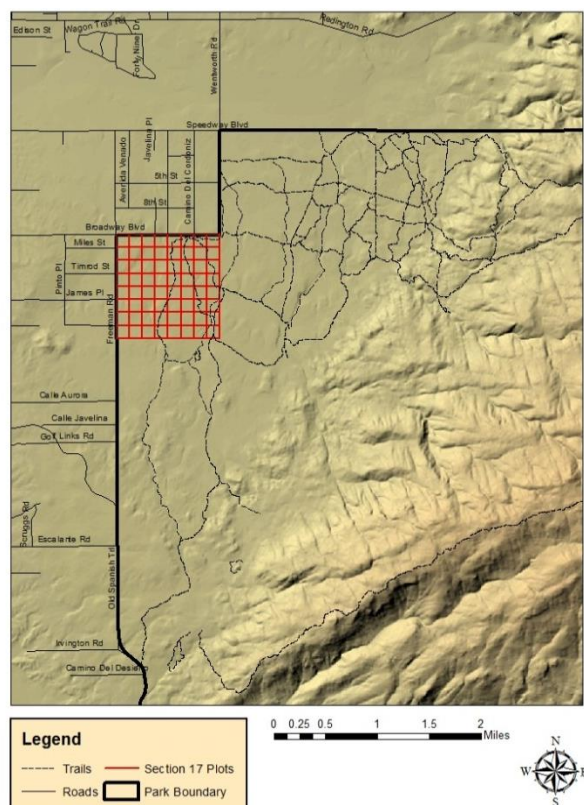 Redington Rd
Wagon Trail Rd
Edison St
Forty Niner Dr
Wentworth Rd
Speedway Blvd
Avenida Venado
Javelina Pl
Camino Del Cordoniz
5th St
8th St
Broadway Blvd
Miles St
Timrod St
Pinto Pl
James Pl
Freeman Rd
Calle Aurora
Calle Javelina
Golf Links Rd
Scruggs Rd
Escalante Rd
Old Spanish Trl
Irvington Rd
Camino Del Desierto
0 0.25 0.5 1 1.5 2
Miles
Legend
Trails Section 17 Plots
Roads Park Boundary
N
W E
S